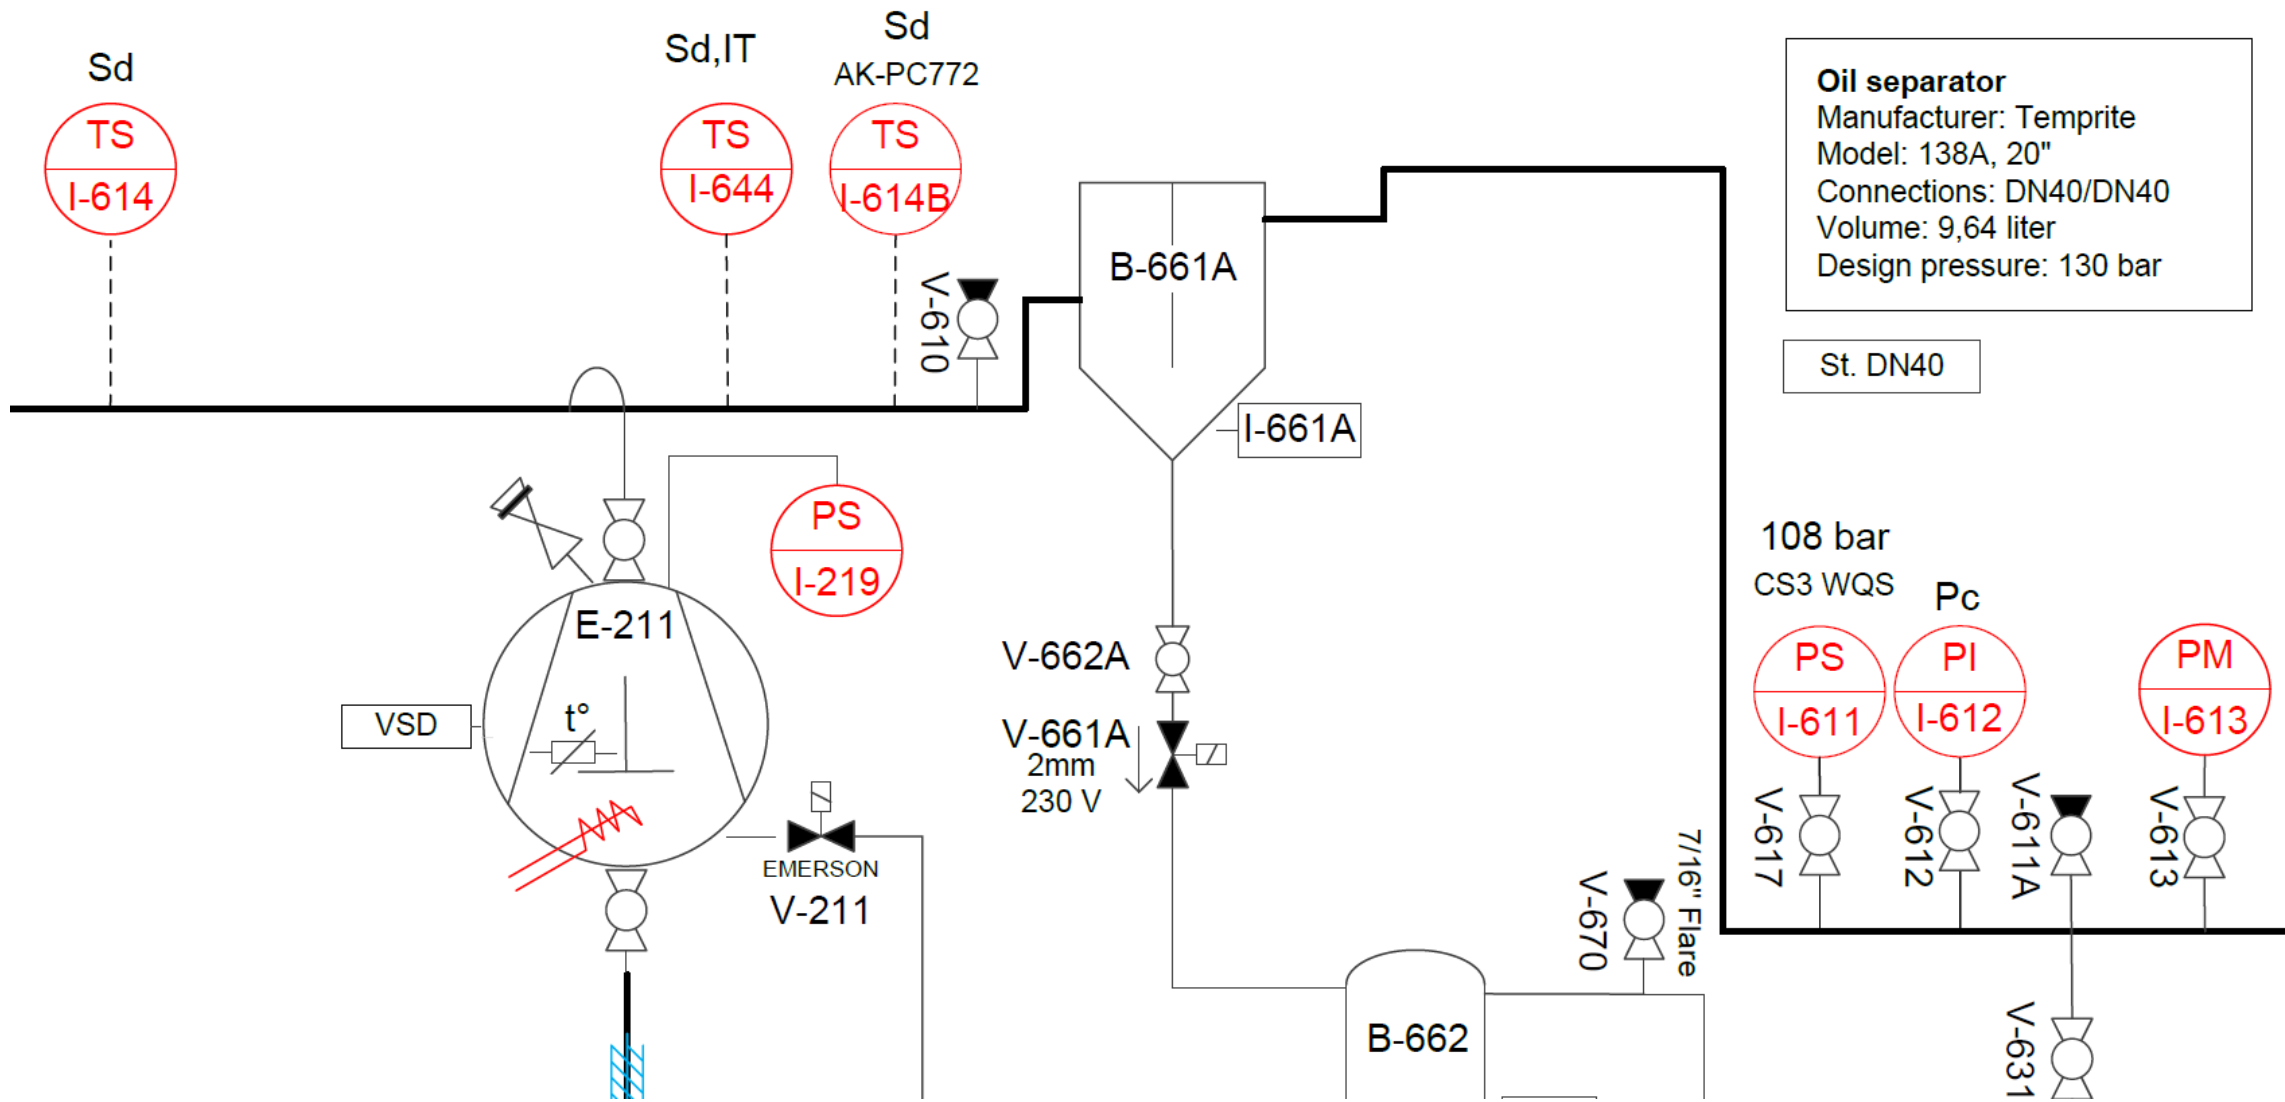 Sd
TS
I-614
Sd,IT
TS
I-644
Sd
AK-PC772
TS
I-614B
V-610
B-661A
I-661A
Oil separator
Manufacturer: Temprite
Model: 138A, 20"
Connections: DN40/DN40
Volume: 9,64 liter
Design pressure: 130 bar
St. DN40
PS
I-219
E-211
t°
VSD
EMERSON
V-211
V-662A
V-661A
2mm
230 V
108 bar
CS3 WQS
PS
I-611
Pc
PI
I-612
PM
I-613
V-617
V-612
V-611A
V-613
V-670
7/16" Flare
B-662
V-631